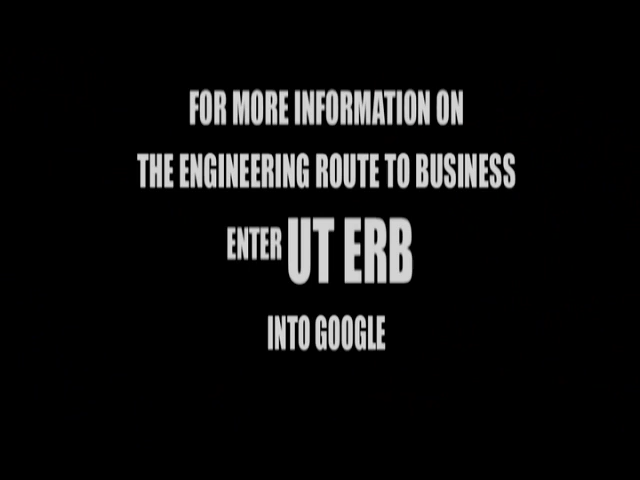 FOR MORE INFORMATION ON
THE ENGINEERING ROUTE TO BUSINESS
ENTER UT ERB
INTO GOOGLE